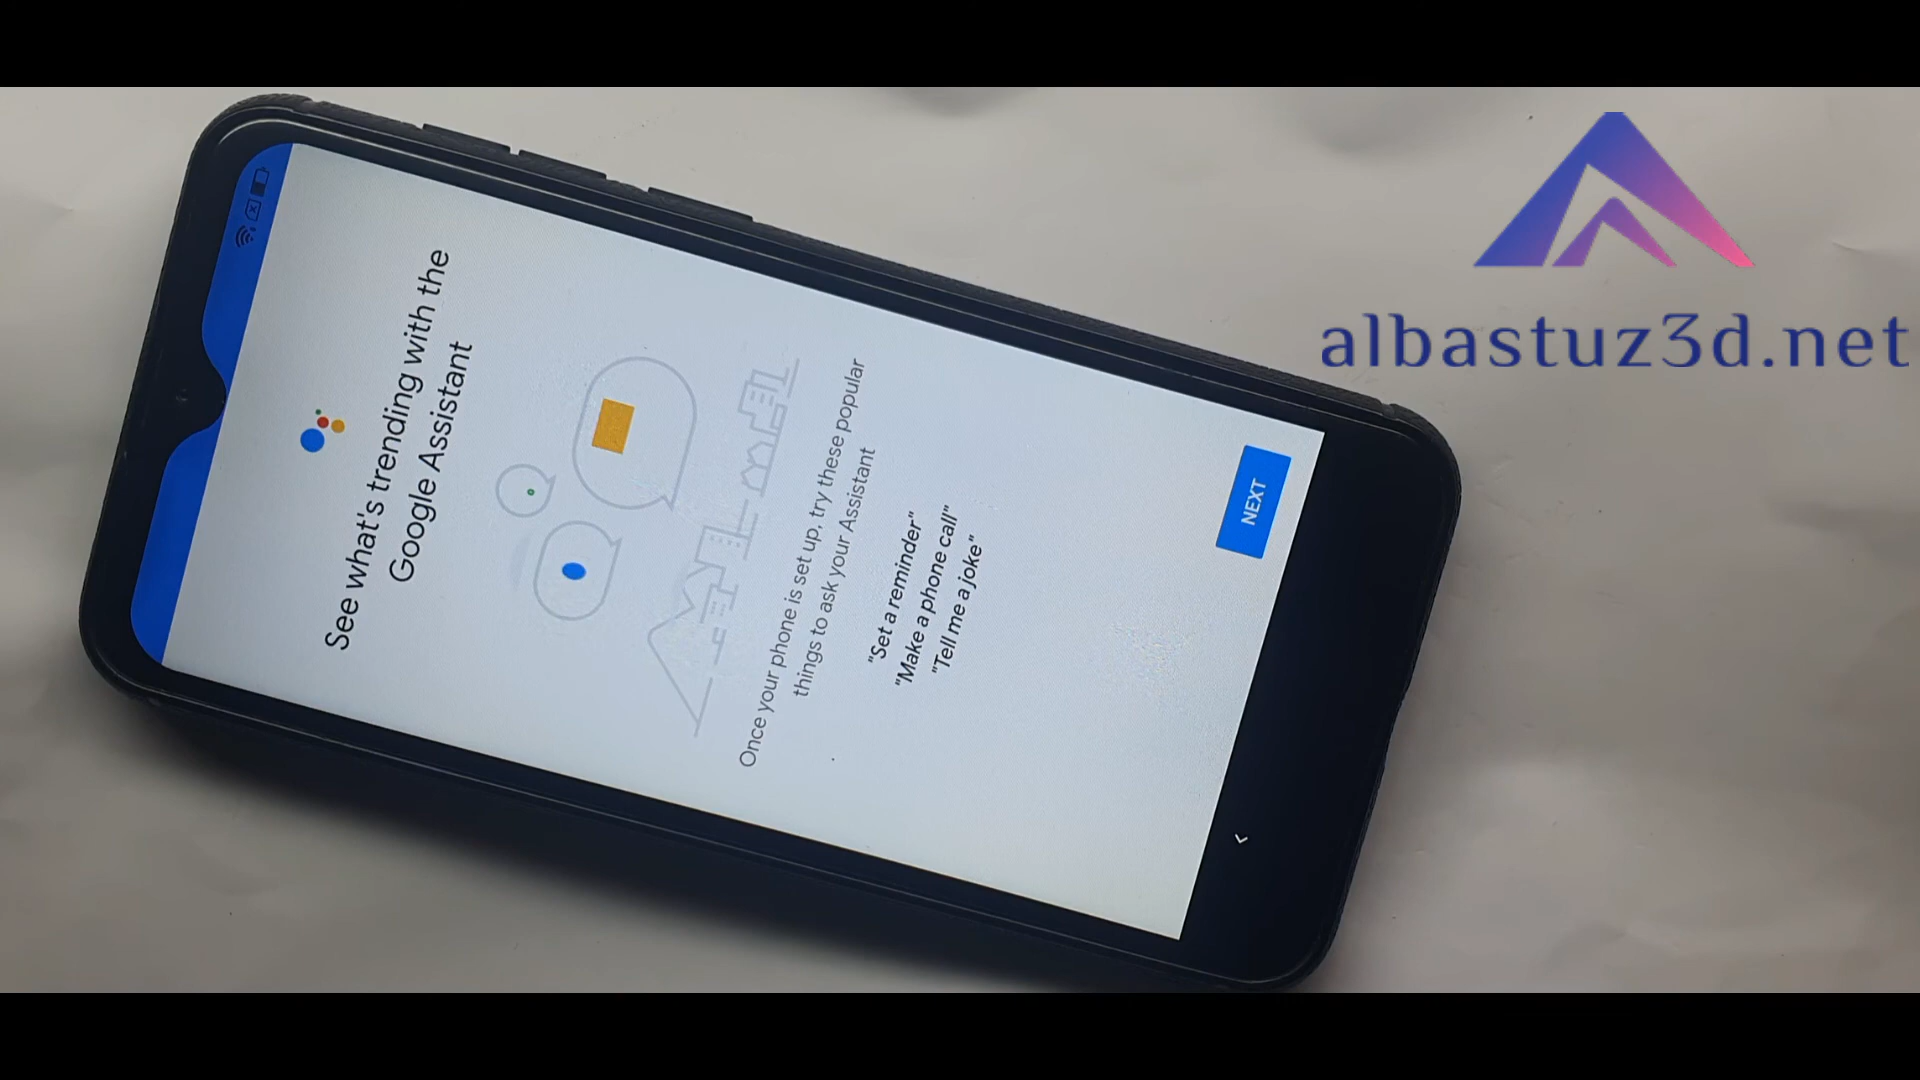 See what's trending with the
Google Assistant
Once your phone is set up, try these popular
things to ask your Assistant
"Set a reminder"
"Make a phone call"
"Tell me a joke"
NEXT
albastuz3d.net